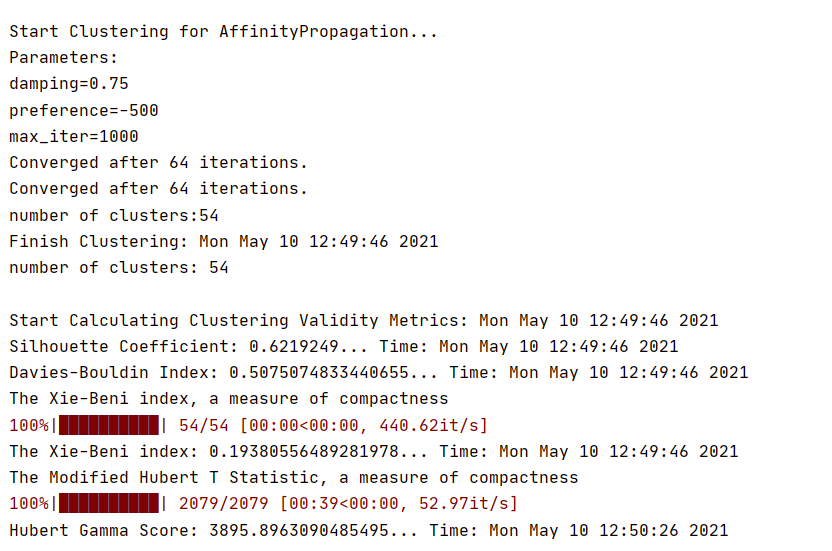 Start Clustering for AffinityPropagation...
Parameters:
damping=0.75
preference=-500
max_iter=1000
Converged after 64 iterations.
Converged after 64 iterations.
number of clusters:54
Finish Clustering: Mon May 10 12:49:46 2021
number of clusters: 54
Start Calculating Clustering Validity Metrics: Mon May 10 12:49:46 2021
Silhouette Coefficient: 0.6219249... Time: Mon May 10 12:49:46 2021
Davies-Bouldin Index: 0.5075074833440655... Time: Mon May 10 12:49:46 2021
The Xie-Beni index, a measure of compactness
100%|██████████| 54/54 [00:00<00:00, 440.62it/s]
The Xie-Beni index: 0.19380556489281978... Time: Mon May 10 12:49:46 2021
The Modified Hubert T Statistic, a measure of compactness
100%|██████████| 2079/2079 [00:39<00:00, 52.97it/s]
Hubert Gamma Score: 3895.8963090485495... Time: Mon May 10 12:50:26 2021